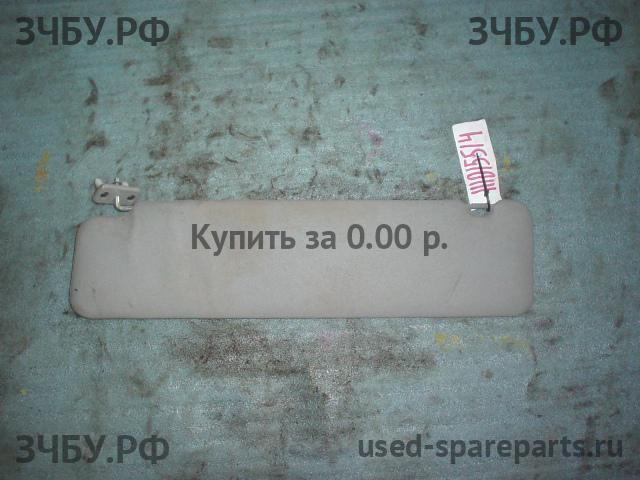 ЗЧБУ.РФ ЗЧБУ.РФ
Купить за 0.00 р.
ЗЧБУ.РФ used-spareparts.ru